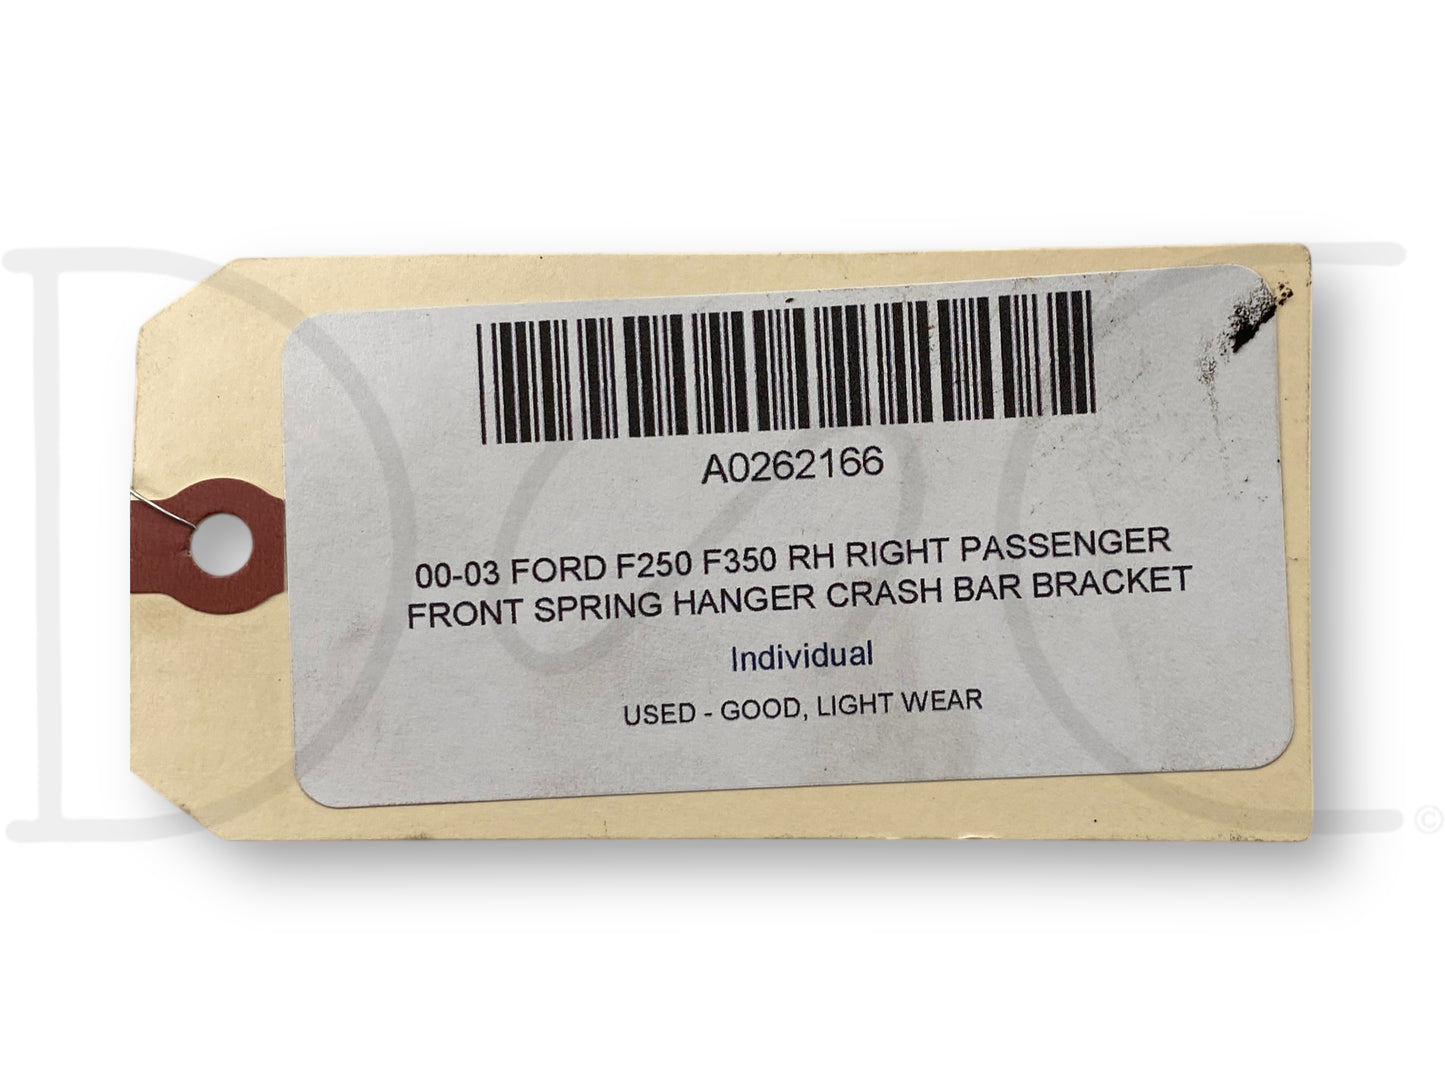 A0262166
00-03 FORD F250 F350 RH RIGHT PASSENGER
FRONT SPRING HANGER CRASH BAR BRACKET
Individual
USED - GOOD, LIGHT WEAR
©